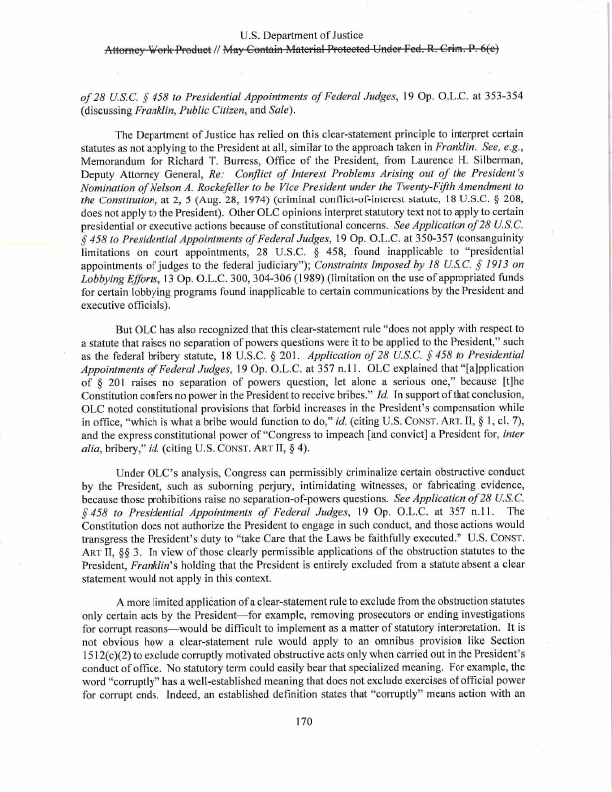 U.S. Department of Justice
Attorney Work Product // May Contain Material Protected Under Fed. R. Crim. P. 6(e)
of 28 U.S.C. § 458 to Presidential Appointments of Federal Judges, 19 Op. O.L.C. at 353-354
(discussing Franklin, Public Citizen, and Sale).
The Department of Justice has relied on this clear-statement principle to interpret certain
statutes as not applying to the President at all, similar to the approach taken in Franklin. See, e.g.,
Memorandum for Richard T. Burress, Office of the President, from Laurence H. Silberman,
Deputy Attorney General, Re: Conflict of Interest Problems Arising out of the President's
Nomination of Nelson A. Rockefeller to be Vice President under the Twenty-Fifth Amendment to
the Constitution, at 2, 5 (Aug. 28, 1974) (criminal conflict-of-interest statute, 18 U.S.C. § 208,
does not apply to the President). Other OLC opinions interpret statutory text not to apply to certain
presidential or executive actions because of constitutional concerns. See Application of 28 U.S.C.
§ 458 to Presidential Appointments of Federal Judges, 19 Op. O.L.C. at 350-357 (consanguinity
limitations on court appointments, 28 U.S.C. § 458, found inapplicable to "presidential
appointments of judges to the federal judiciary"); Constraints Imposed by 18 U.S.C. § 1913 on
Lobbying Efforts, 13 Op. O.L.C. 300, 304-306 (1989) (limitation on the use of appropriated funds
for certain lobbying programs found inapplicable to certain communications by the President and
executive officials).
But OLC has also recognized that this clear-statement rule "does not apply with respect to
a statute that raises no separation of powers questions were it to be applied to the President," such
as the federal bribery statute, 18 U.S.C. § 201. Application of 28 U.S.C. § 458 to Presidential
Appointments of Federal Judges, 19 Op. O.L.C. at 357 n.11. OLC explained that "[a]pplication
of § 201 raises no separation of powers question, let alone a serious one," because [t]he
Constitution confers no power in the President to receive bribes." Id. In support of that conclusion,
OLC noted constitutional provisions that forbid increases in the President's compensation while
in office, "which is what a bribe would function to do," id. (citing U.S. CONST. ART. II, § 1, cl. 7),
and the express constitutional power of "Congress to impeach [and convict] a President for, inter
alia, bribery," id. (citing U.S. CONST. ART II, § 4).
Under OLC's analysis, Congress can permissibly criminalize certain obstructive conduct
by the President, such as suborning perjury, intimidating witnesses, or fabricating evidence,
because those prohibitions raise no separation-of-powers questions. See Application of 28 U.S.C.
§ 458 to Presidential Appointments of Federal Judges, 19 Op. O.L.C. at 357 n.11. The
Constitution does not authorize the President to engage in such conduct, and those actions would
transgress the President's duty to "take Care that the Laws be faithfully executed." U.S. CONST.
ART II, §§ 3. In view of those clearly permissible applications of the obstruction statutes to the
President, Franklin's holding that the President is entirely excluded from a statute absent a clear
statement would not apply in this context.
A more limited application of a clear-statement rule to exclude from the obstruction statutes
only certain acts by the President—for example, removing prosecutors or ending investigations
for corrupt reasons—would be difficult to implement as a matter of statutory interpretation. It is
not obvious how a clear-statement rule would apply to an omnibus provision like Section
1512(c)(2) to exclude corruptly motivated obstructive acts only when carried out in the President's
conduct of office. No statutory term could easily bear that specialized meaning. For example, the
word "corruptly" has a well-established meaning that does not exclude exercises of official power
for corrupt ends. Indeed, an established definition states that "corruptly" means action with an
170